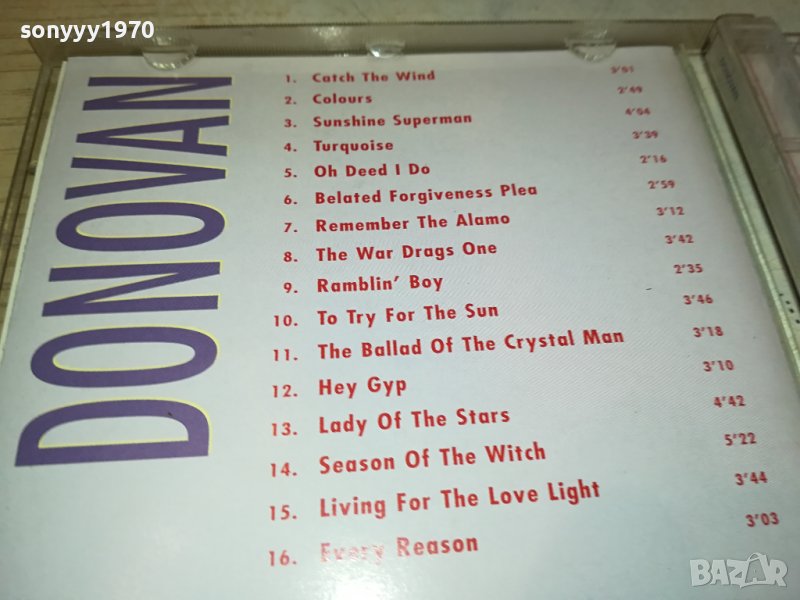 sonyyy1970
DONOVAN
1. Catch The Wind 3'01
2. Colours 2'49
3. Sunshine Superman 4'04
4. Turquoise 3'39
5. Oh Deed I Do 2'16
6. Belated Forgiveness Plea 2'59
7. Remember The Alamo 3'12
8. The War Drags One 3'42
9. Ramblin' Boy 2'35
10. To Try For The Sun 3'46
11. The Ballad Of The Crystal Man 3'18
12. Hey Gyp 3'10
13. Lady Of The Stars 4'42
14. Season Of The Witch 5'22
15. Living For The Love Light 3'44
16. Every Reason 3'03
BAZAR